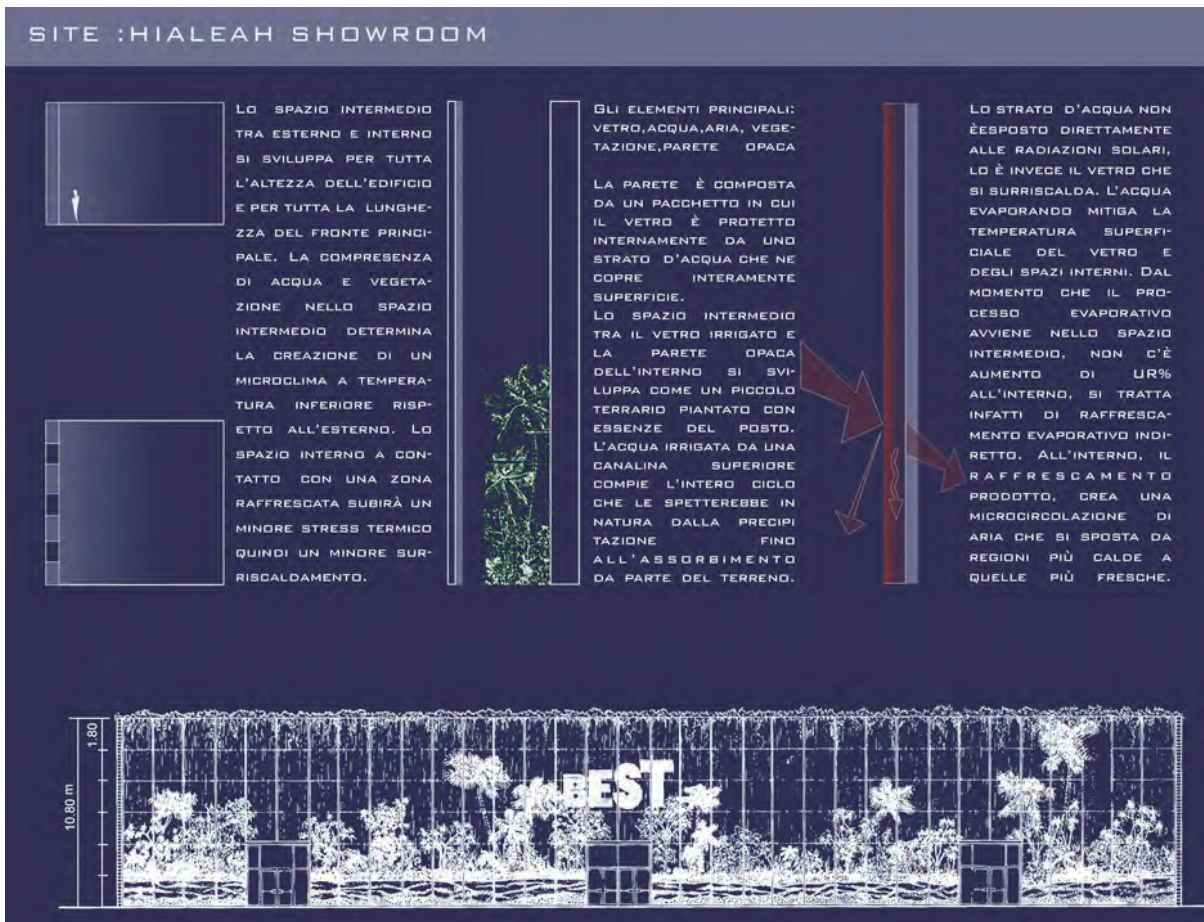 SITE :HIALEAH SHOWROOM
LO SPAZIO INTERMEDIO
TRA ESTERNO E INTERNO
SI SVILUPPA PER TUTTA
L'ALTEZZA DELL'EDIFICIO
E PER TUTTA LA LUNGHE-
ZZA DEL FRONTE PRINCI-
PALE. LA COMPRESENZA
DI ACQUA E VEGETA-
ZIONE NELLO SPAZIO
INTERMEDIO DETERMINA
LA CREAZIONE DI UN
MICROCLIMA A TEMPERA-
TURA INFERIORE RISP-
ETTO ALL'ESTERNO. LO
SPAZIO INTERNO A CON-
TATTO CON UNA ZONA
RAFFRESCATA SUBIRÀ UN
MINORE STRESS TERMICO
QUINDI UN MINORE SUR-
RISCALDAMENTO.
GLI ELEMENTI PRINCIPALI:
VETRO,ACQUA,ARIA, VEGE-
TAZIONE,PARETE OPACA
LA PARETE È COMPOSTA
DA UN PACCHETTO IN CUI
IL VETRO È PROTETTO
INTERNAMENTE DA UNO
STRATO D'ACQUA CHE NE
COPRE INTERAMENTE
SUPERFICIE.
LO SPAZIO INTERMEDIO
TRA IL VETRO IRRIGATO E
LA PARETE OPACA
DELL'INTERNO SI SVI-
LUPPA COME UN PICCOLO
TERRARIO PIANTATO CON
ESSENZE DEL POSTO.
L'ACQUA IRRIGATA DA UNA
CANALINA SUPERIORE
COMPIE L'INTERO CICLO
CHE LE SPETTEREBBE IN
NATURA DALLA PRECIPI
TAZIONE FINO
ALL'ASSORBIMENTO
DA PARTE DEL TERRENO.
LO STRATO D'ACQUA NON
ÈESPOSTO DIRETTAMENTE
ALLE RADIAZIONI SOLARI,
LO È INVECE IL VETRO CHE
SI SURRISCALDA. L'ACQUA
EVAPORANDO MITIGA LA
TEMPERATURA SUPERFI-
CIALE DEL VETRO E
DEGLI SPAZI INTERNI. DAL
MOMENTO CHE IL PRO-
CESSO EVAPORATIVO
AVVIENE NELLO SPAZIO
INTERMEDIO, NON C'È
AUMENTO DI UR%
ALL'INTERNO, SI TRATTA
INFATTI DI RAFFRESCA-
MENTO EVAPORATIVO INDI-
RETTO. ALL'INTERNO, IL
RAFFRESCAMENTO
PRODOTTO, CREA UNA
MICROCIRCOLAZIONE DI
ARIA CHE SI SPOSTA DA
REGIONI PIÙ CALDE A
QUELLE PIÙ FRESCHE.
1.80
10.80 m
BEST